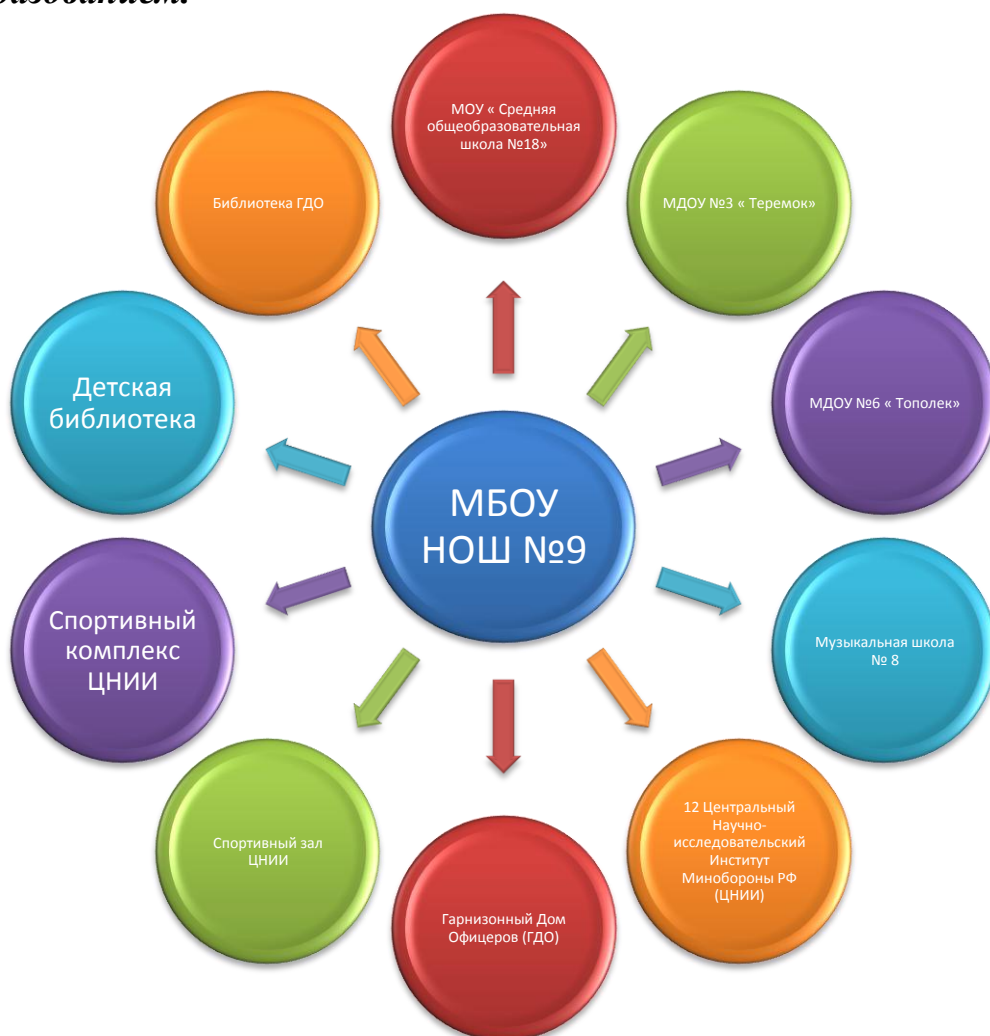 МОУ « Средняя
общеобразовательная
школа №18»
МДОУ №3 « Теремок»
МДОУ №6 « Тополек»
Музыкальная школа
№ 8
12 Центральный
Научно-
исследовательский
Институт
Минобороны РФ
(ЦНИИ)
Гарнизонный Дом
Офицеров (ГДО)
Спортивный зал
ЦНИИ
Спортивный
комплекс
ЦНИИ
Детская
библиотека
Библиотека ГДО
МБОУ
НОШ №9